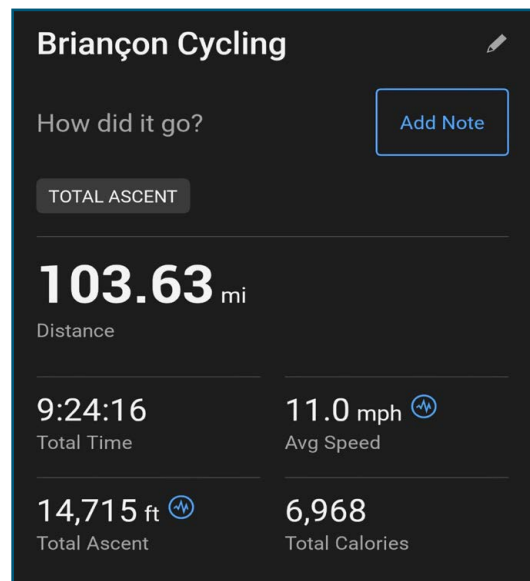 Briançon Cycling
How did it go?
Add Note
TOTAL ASCENT
103.63 mi
Distance
9:24:16
Total Time
11.0 mph
Avg Speed
14,715 ft
Total Ascent
6,968
Total Calories